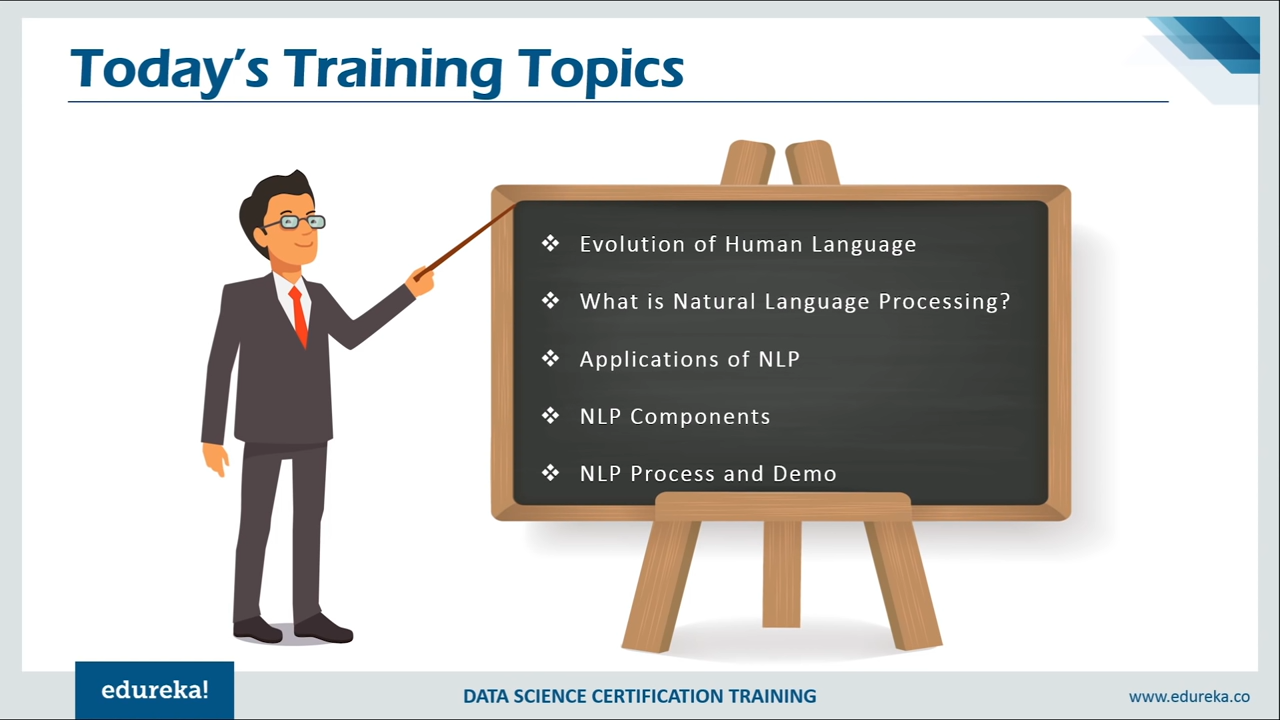 Today's Training Topics
❖ Evolution of Human Language
❖ What is Natural Language Processing?
❖ Applications of NLP
❖ NLP Components
❖ NLP Process and Demo
edureka!
DATA SCIENCE CERTIFICATION TRAINING
www.edureka.co